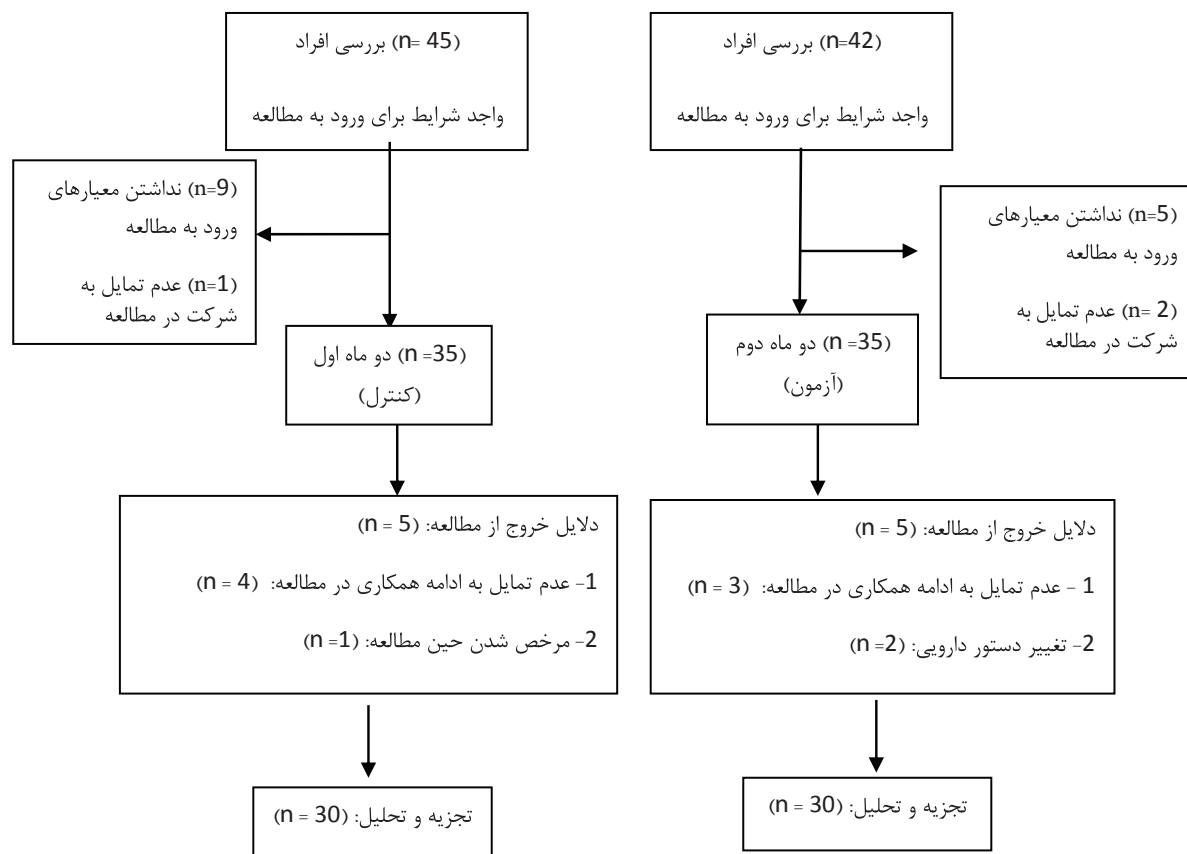 (n=42) بررسی افراد
واجد شرایط برای ورود به مطالعه
(n= 45) بررسی افراد
واجد شرایط برای ورود به مطالعه
(n=5) نداشتن معیارهای
ورود به مطالعه
(n= 2) عدم تمایل به
شرکت در مطالعه
(n=9) نداشتن معیارهای
ورود به مطالعه
(n=1) عدم تمایل به
شرکت در مطالعه
(n =35) دو ماه دوم
(آزمون)
(n =35) دو ماه اول
(کنترل)
دلایل خروج از مطالعه: (n = 5)
1 - عدم تمایل به ادامه همکاری در مطالعه: (n = 3)
2- تغییر دستور دارویی: (n =2)
دلایل خروج از مطالعه: (n = 5)
1- عدم تمایل به ادامه همکاری در مطالعه: (n = 4)
2- مرخص شدن حین مطالعه: (n =1)
تجزیه و تحلیل: (n = 30)
تجزیه و تحلیل: (n = 30)